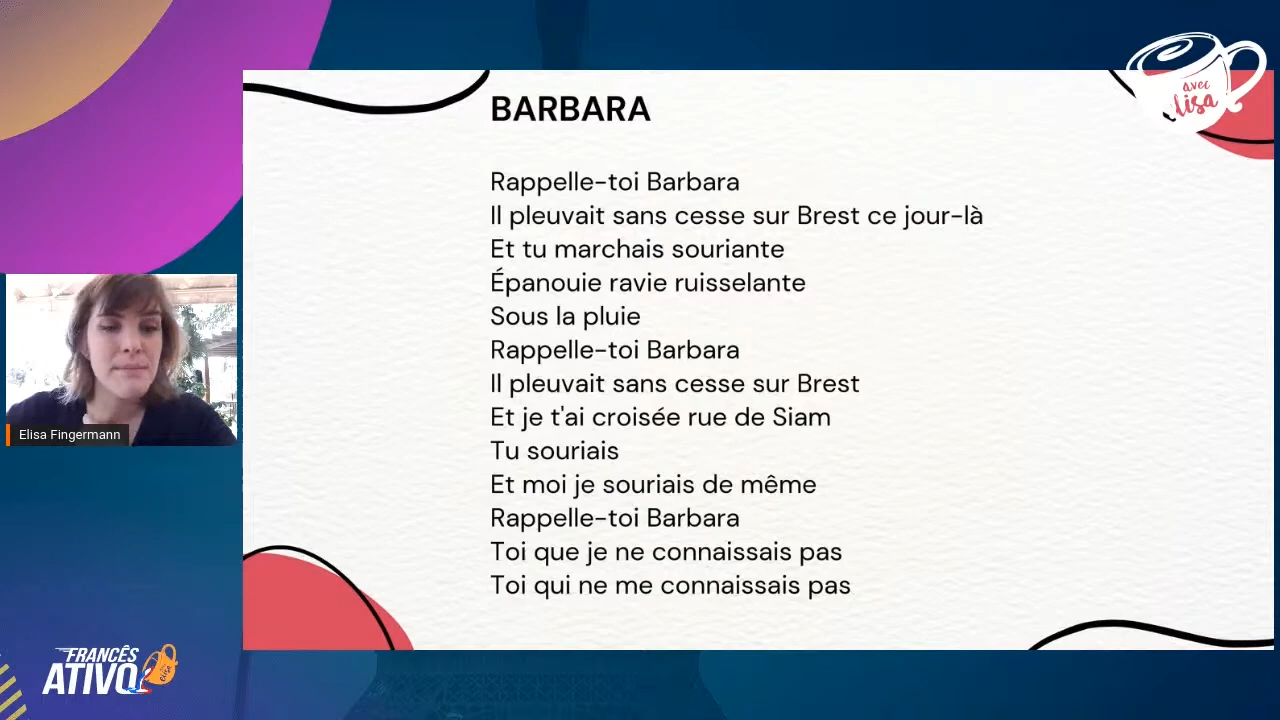 avec
Elisa
BARBARA
Rappelle-toi Barbara
Il pleuvait sans cesse sur Brest ce jour-là
Et tu marchais souriante
Épanouie ravie ruisselante
Sous la pluie
Rappelle-toi Barbara
Il pleuvait sans cesse sur Brest
Et je t'ai croisée rue de Siam
Tu souriais
Et moi je souriais de même
Rappelle-toi Barbara
Toi que je ne connaissais pas
Toi qui ne me connaissais pas
Elisa Fingermann
FRANCÊS
ATIVO